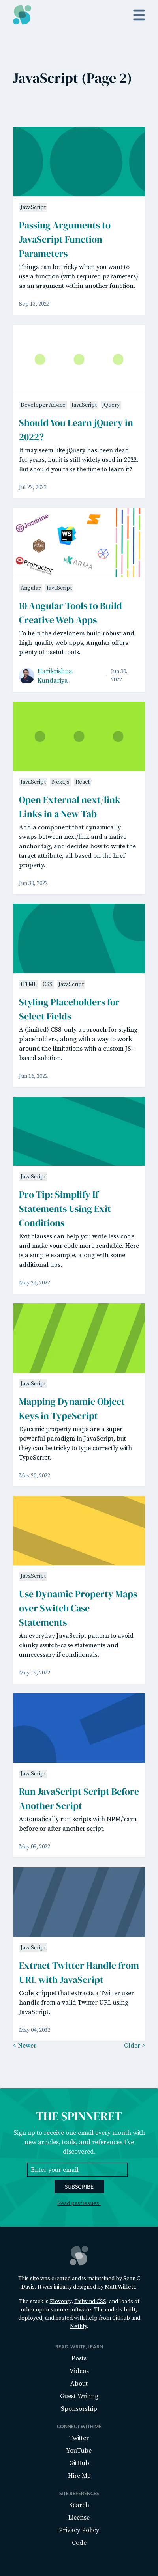 JavaScript (Page 2)
JavaScript
Passing Arguments to
JavaScript Function
Parameters
Things can be tricky when you want to
use a function (with required parameters)
as an argument within another function.
Sep 13, 2022
Developer Advice JavaScript jQuery
Should You Learn jQuery in
2022?
It may seem like jQuery has been dead
for years, but it is still widely used in 2022.
But should you take the time to learn it?
Jul 22, 2022
Jasmine
WS
Protractor
KARMA
Angular JavaScript
10 Angular Tools to Build
Creative Web Apps
To help the developers build robust and
high-quality web apps, Angular offers
plenty of useful tools.
Harikrishna
Kundariya
Jun 30,
2022
JavaScript Next.js React
Open External next/link
Links in a New Tab
Add a component that dynamically
swaps between next/link and a native
anchor tag, and decides how to write the
target attribute, all based on the href
property.
Jun 30, 2022
HTML CSS JavaScript
Styling Placeholders for
Select Fields
A (limited) CSS-only approach for styling
placeholders, along with a way to work
around the limitations with a custom JS-
based solution.
Jun 16, 2022
JavaScript
Pro Tip: Simplify If
Statements Using Exit
Conditions
Exit clauses can help you write less code
and make your code more readable. Here
is a simple example, along with some
additional tips.
May 24, 2022
JavaScript
Mapping Dynamic Object
Keys in TypeScript
Dynamic property maps are a super
powerful paradigm in JavaScript, but
they can be tricky to type correctly with
TypeScript.
May 20, 2022
JavaScript
Use Dynamic Property Maps
over Switch Case
Statements
An everyday JavaScript pattern to avoid
clunky switch-case statements and
unnecessary if conditionals.
May 19, 2022
JavaScript
Run JavaScript Script Before
Another Script
Automatically run scripts with NPM/Yarn
before or after another script.
May 09, 2022
JavaScript
Extract Twitter Handle from
URL with JavaScript
Code snippet that extracts a Twitter user
handle from a valid Twitter URL using
JavaScript.
May 04, 2022
< Newer
Older >
THE SPINNERET
Sign up to receive one email every month with
new articles, tools, and references I've
discovered.
Enter your email
SUBSCRIBE
Read past issues.
This site was created and is maintained by Sean C
Davis. It was initially designed by Matt Willett.
The stack is Eleventy, Tailwind CSS, and loads of
other open source software. The code is built,
deployed, and hosted with help from GitHub and
Netlify.
READ, WRITE, LEARN
Posts
Videos
About
Guest Writing
Sponsorship
CONNECT WITH ME
Twitter
YouTube
GitHub
Hire Me
SITE REFERENCES
Search
License
Privacy Policy
Code